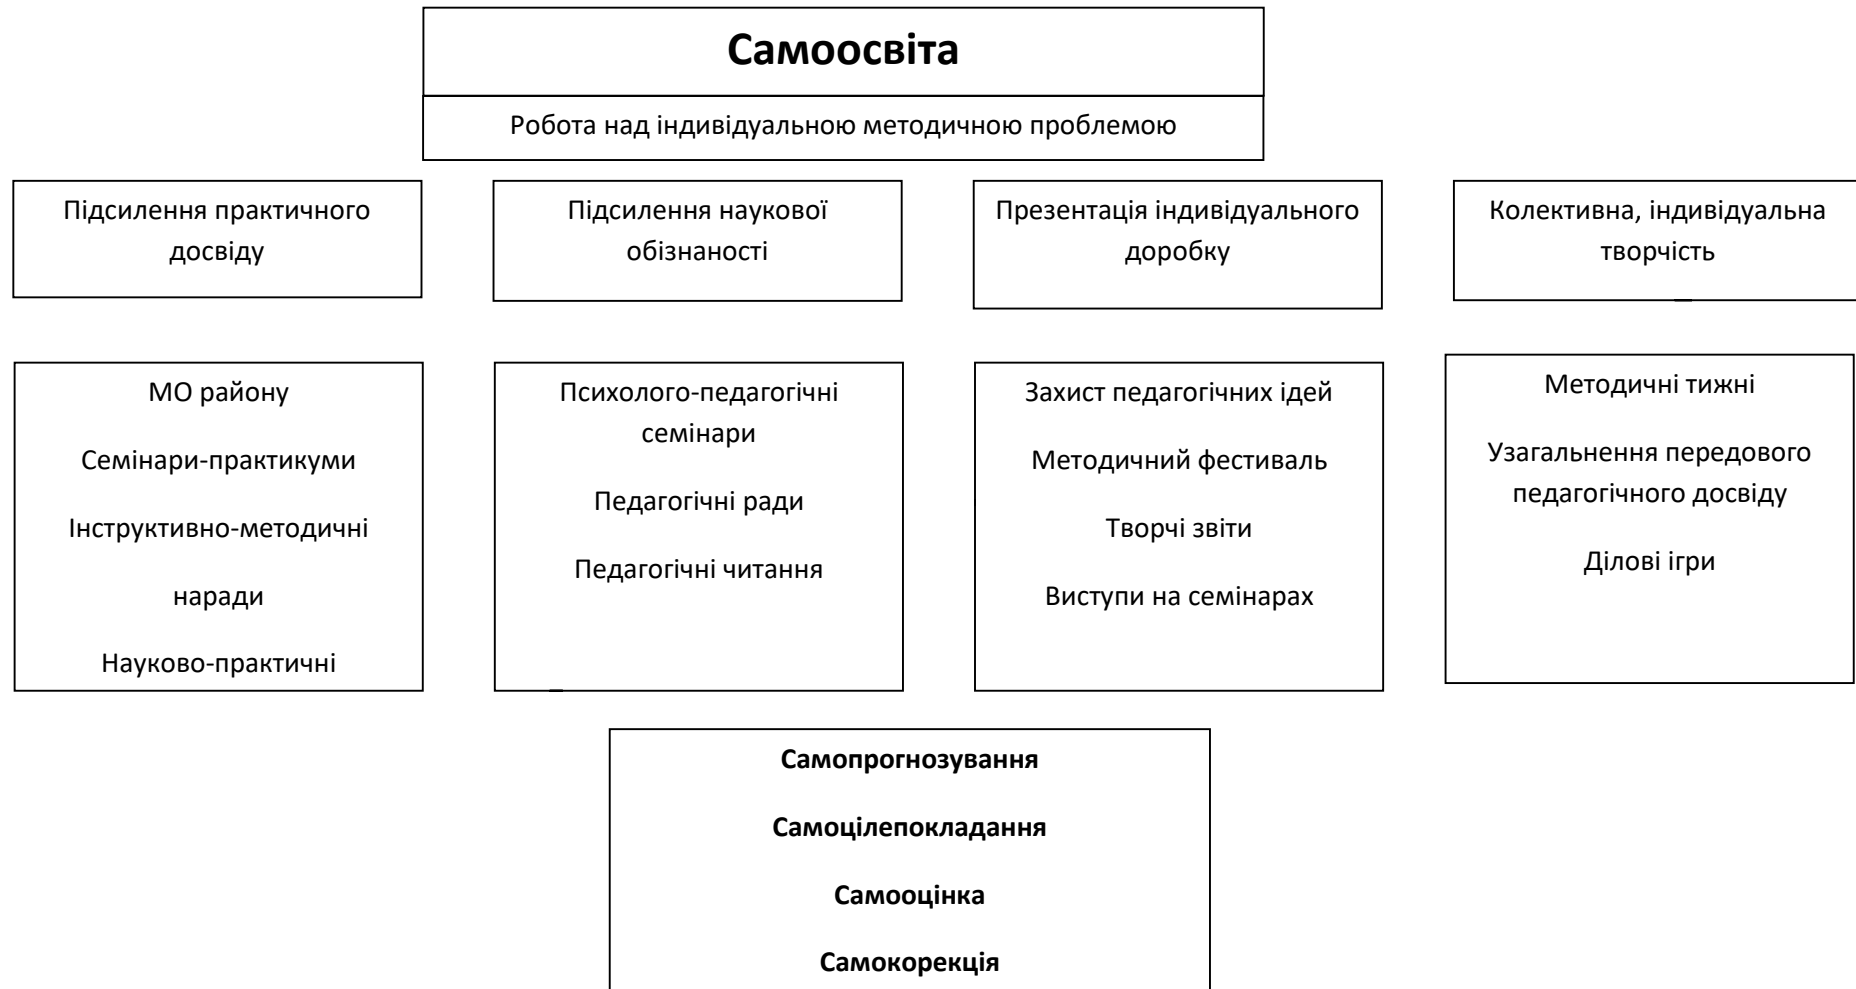 Самоосвіта
Робота над індивідуальною методичною проблемою
Підсилення практичного
досвіду
Підсилення наукової
обізнаності
Презентація індивідуального
доробку
Колективна, індивідуальна
творчість
МО району
Семінари-практикуми
Інструктивно-методичні
наради
Науково-практичні
Психолого-педагогічні
семінари
Педагогічні ради
Педагогічні читання
Захист педагогічних ідей
Методичний фестиваль
Творчі звіти
Виступи на семінарах
Методичні тижні
Узагальнення передового
педагогічного досвіду
Ділові ігри
Самопрогнозування
Самоцілепокладання
Самооцінка
Самокорекція